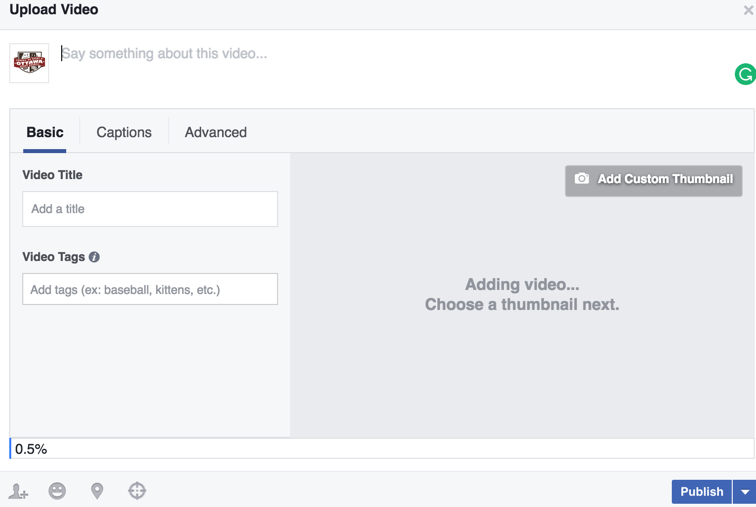 Upload Video
OTTAWA
Say something about this video...
Basic
Captions
Advanced
Video Title
Add a title
Video Tags
Add tags (ex: baseball, kittens, etc.)
Add Custom Thumbnail
Adding video...
Choose a thumbnail next.
0.5%
Publish